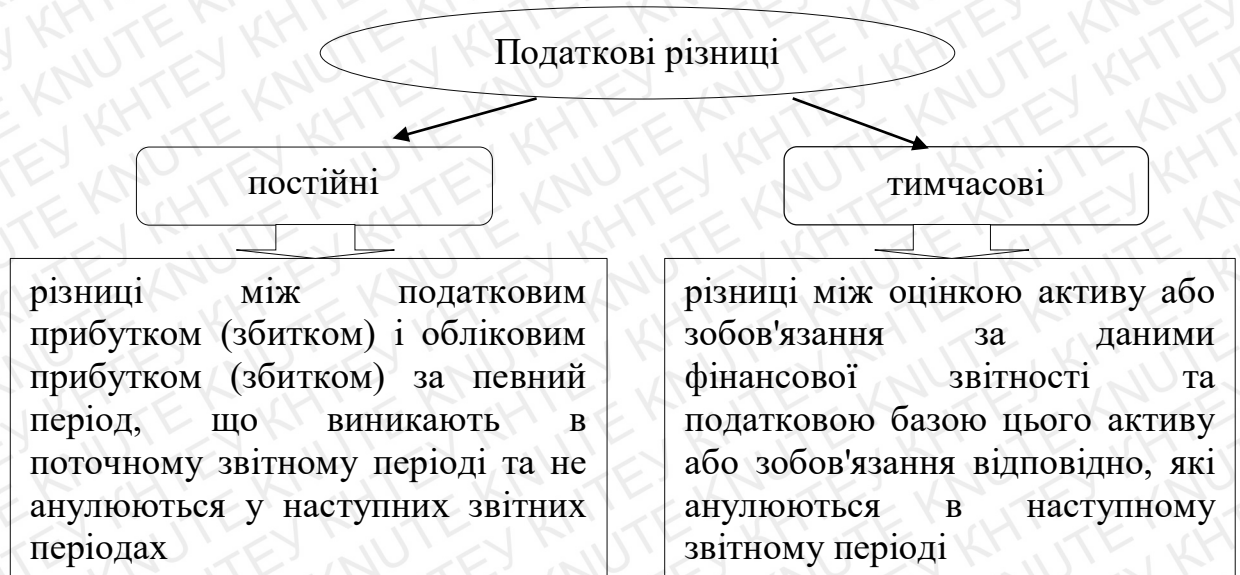 Податкові різниці
постійні
тимчасові
різниці між податковим
прибутком (збитком) і обліковим
прибутком (збитком) за певний
період, що виникають в
поточному звітному періоді та не
анулюються у наступних звітних
періодах
різниці між оцінкою активу або
зобов'язання за даними
фінансової звітності та
податковою базою цього активу
або зобов'язання відповідно, які
анулюються в наступному
звітному періоді